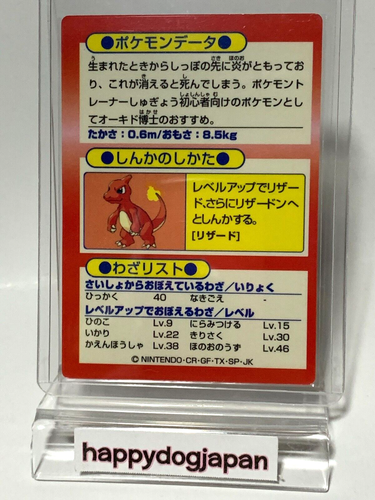 ●ポケモンデータ●
生まれたときからしっぽの先に炎がともってお
り、これが消えると死んでしまう。ポケモント
レーナーしゅぎょう初心者向けのポケモンとし
てオーキド博士のおすすめ。
たかさ：0.6m/おもさ：8.5kg
●しんかのしかた●
レベルアップでリザー
ド、さらにリザードンへ
としんかする。
[リザード]
●わざリスト●
さいしょからおぼえているわざ／いりょく
ひっかく 40 なきごえ -
レベルアップでおぼえるわざ／レベル
ひのこ Lv.9 にらみつける Lv.15
いかり Lv.22 きりさく Lv.30
かえんほうしゃ Lv.38 ほのおのうず Lv.46
©NINTENDO・CR・GF・TX・SP・JK
happydogjapan